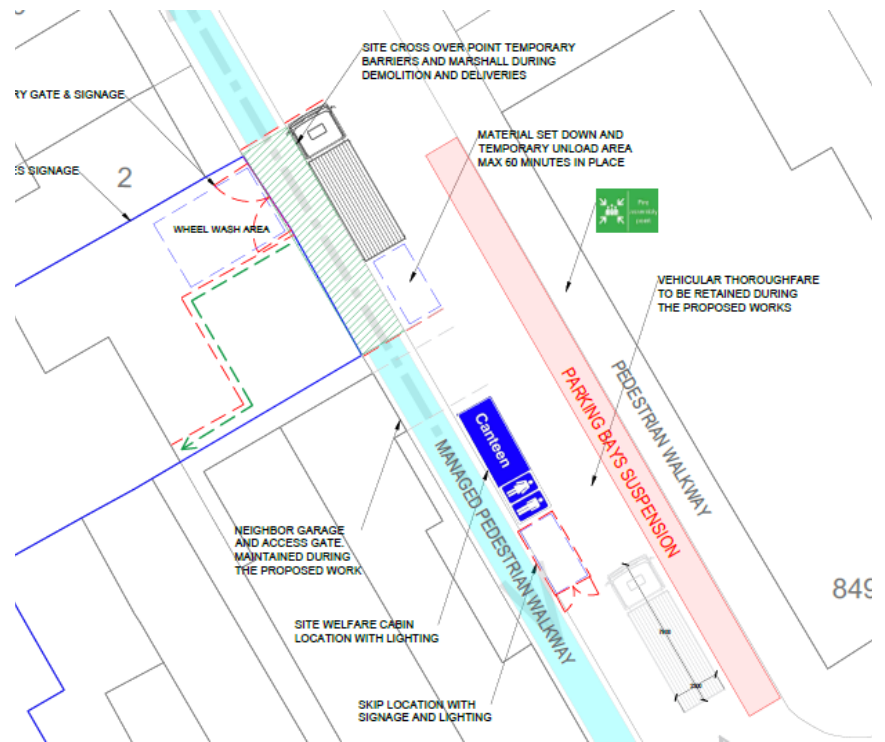 SITE CROSS OVER POINT TEMPORARY
BARRIERS AND MARSHALL DURING
DEMOLITION AND DELIVERIES
RY GATE & SIGNAGE
MATERIAL SET DOWN AND
TEMPORARY UNLOAD AREA
MAX 60 MINUTES IN PLACE
ES SIGNAGE
2
WHEEL WASH AREA
Fire
assembly
point
VEHICULAR THOROUGHFARE
TO BE RETAINED DURING
THE PROPOSED WORKS
PARKING BAYS SUSPENSION
PEDESTRIAN WALKWAY
Canteen
MANAGED PEDESTRIAN WALKWAY
NEIGHBOR GARAGE
AND ACCESS GATE.
MAINTAINED DURING
THE PROPOSED WORK
849
SITE WELFARE CABIN
LOCATION WITH LIGHTING
SKIP LOCATION WITH
SIGNAGE AND LIGHTING